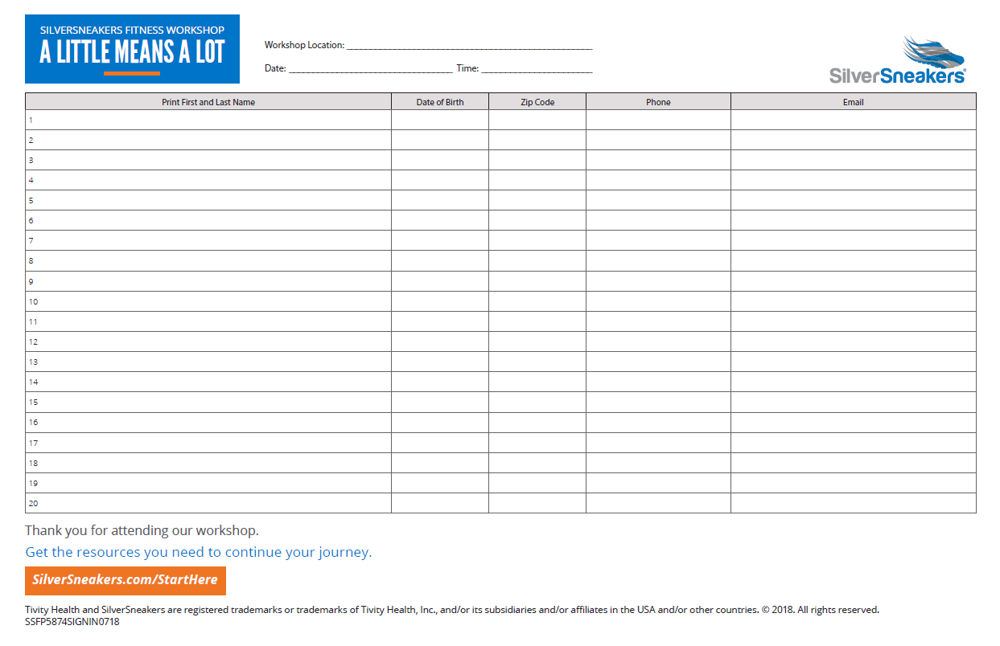 SILVERSNEAKERS FITNESS WORKSHOP
A LITTLE MEANS A LOT
Workshop Location: ____________________________________________________
Date: ___________________________________ Time: ________________________
SilverSneakers®
Print First and Last Name Date of Birth Zip Code Phone Email
1
2
3
4
5
6
7
8
9
10
11
12
13
14
15
16
17
18
19
20
Thank you for attending our workshop.
Get the resources you need to continue your journey.
SilverSneakers.com/StartHere
Tivity Health and SilverSneakers are registered trademarks or trademarks of Tivity Health, Inc., and/or its subsidiaries and/or affiliates in the USA and/or other countries. © 2018. All rights reserved.
SSFP5874SIGNIN0718